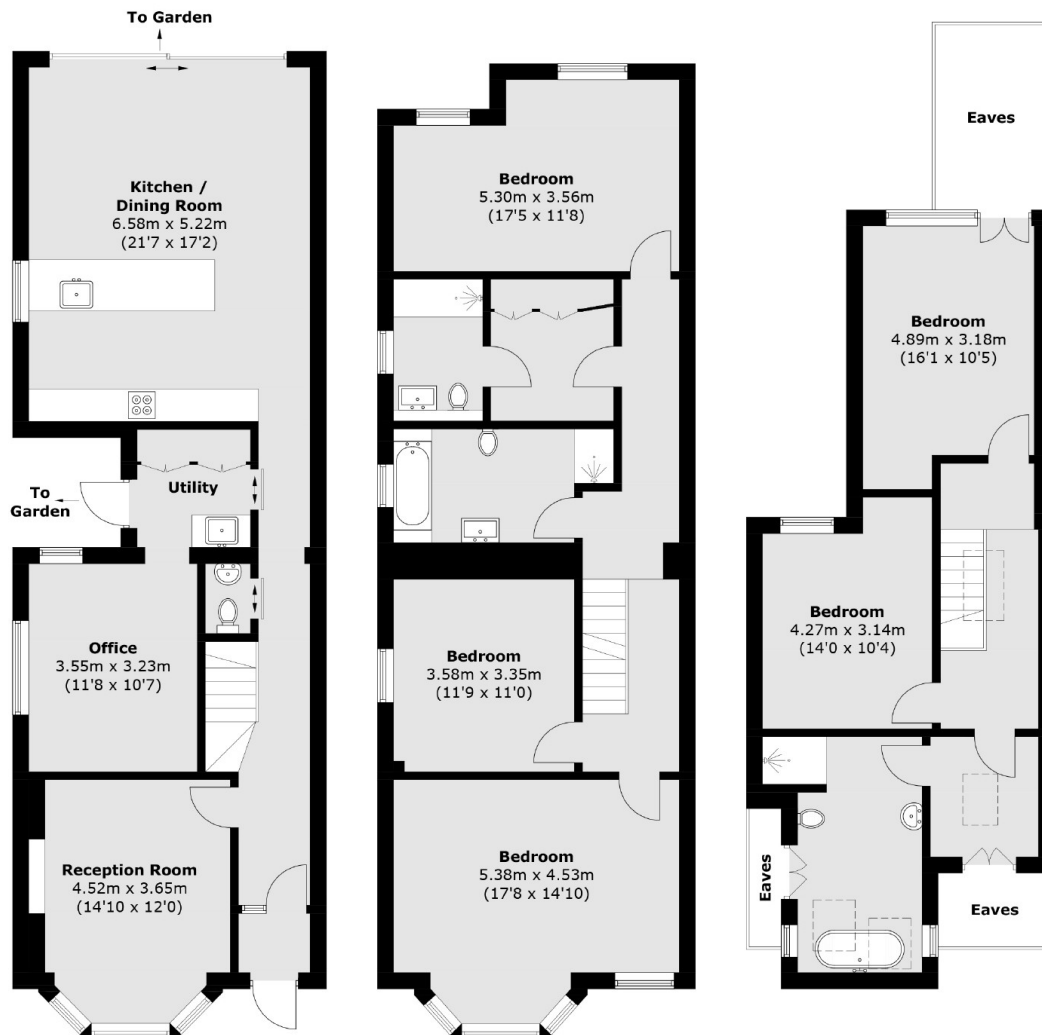 To Garden
Kitchen /
Dining Room
6.58m x 5.22m
(21'7 x 17'2)
Utility
To
Garden
Office
3.55m x 3.23m
(11'8 x 10'7)
Reception Room
4.52m x 3.65m
(14'10 x 12'0)
Bedroom
5.30m x 3.56m
(17'5 x 11'8)
Bedroom
3.58m x 3.35m
(11'9 x 11'0)
Bedroom
5.38m x 4.53m
(17'8 x 14'10)
Eaves
Bedroom
4.89m x 3.18m
(16'1 x 10'5)
Bedroom
4.27m x 3.14m
(14'0 x 10'4)
Eaves
Eaves